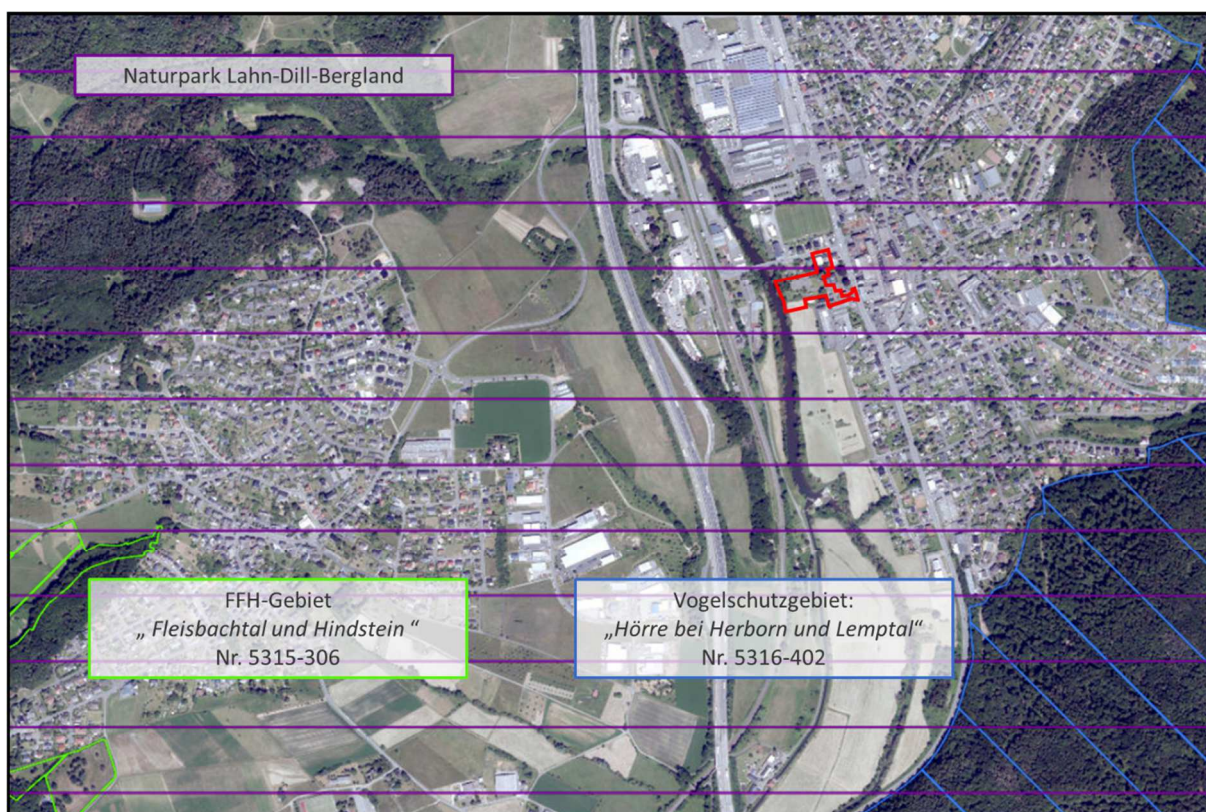 Naturpark Lahn-Dill-Bergland
FFH-Gebiet
„ Fleisbachtal und Hindstein “
Nr. 5315-306
Vogelschutzgebiet:
„Hörre bei Herborn und Lemptal“
Nr. 5316-402